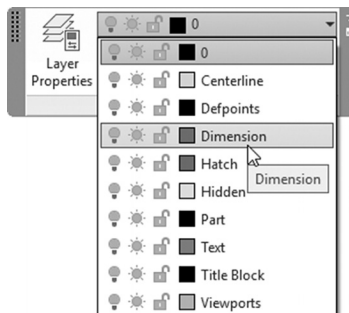 0
Layer
Properties
0
Centerline
Defpoints
Dimension
Hatch
Hidden
Dimension
Part
Text
Title Block
Viewports